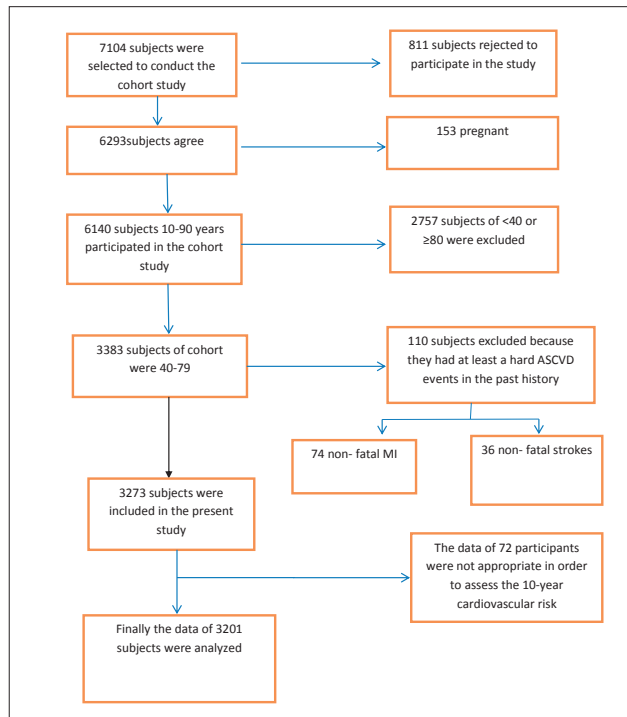 7104 subjects were
selected to conduct the
cohort study
811 subjects rejected to
participate in the study
6293subjects agree
153 pregnant
6140 subjects 10-90 years
participated in the cohort
study
2757 subjects of <40 or
≥80 were excluded
3383 subjects of cohort
were 40-79
110 subjects excluded because
they had at least a hard ASCVD
events in the past history
74 non- fatal MI
36 non- fatal strokes
3273 subjects were
included in the present
study
The data of 72 participants
were not appropriate in order
to assess the 10-year
cardiovascular risk
Finally the data of 3201
subjects were analyzed